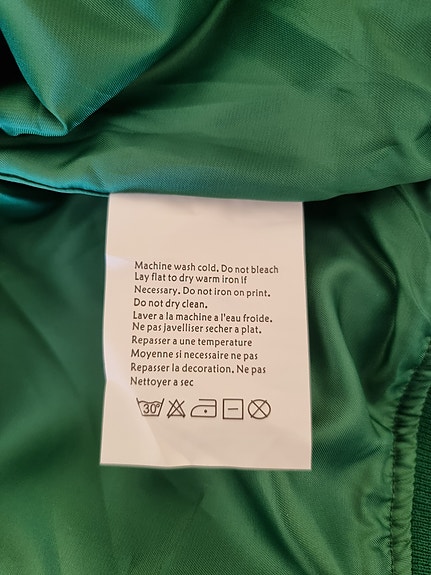 Machine wash cold. Do not bleach
Lay flat to dry warm iron if
Necessary. Do not iron on print.
Do not dry clean.
Laver a la machine a l'eau froide.
Ne pas javelliser secher a plat.
Repasser a une temperature
Moyenne si necessaire ne pas
Repasser la decoration. Ne pas
Nettoyer a sec
30°